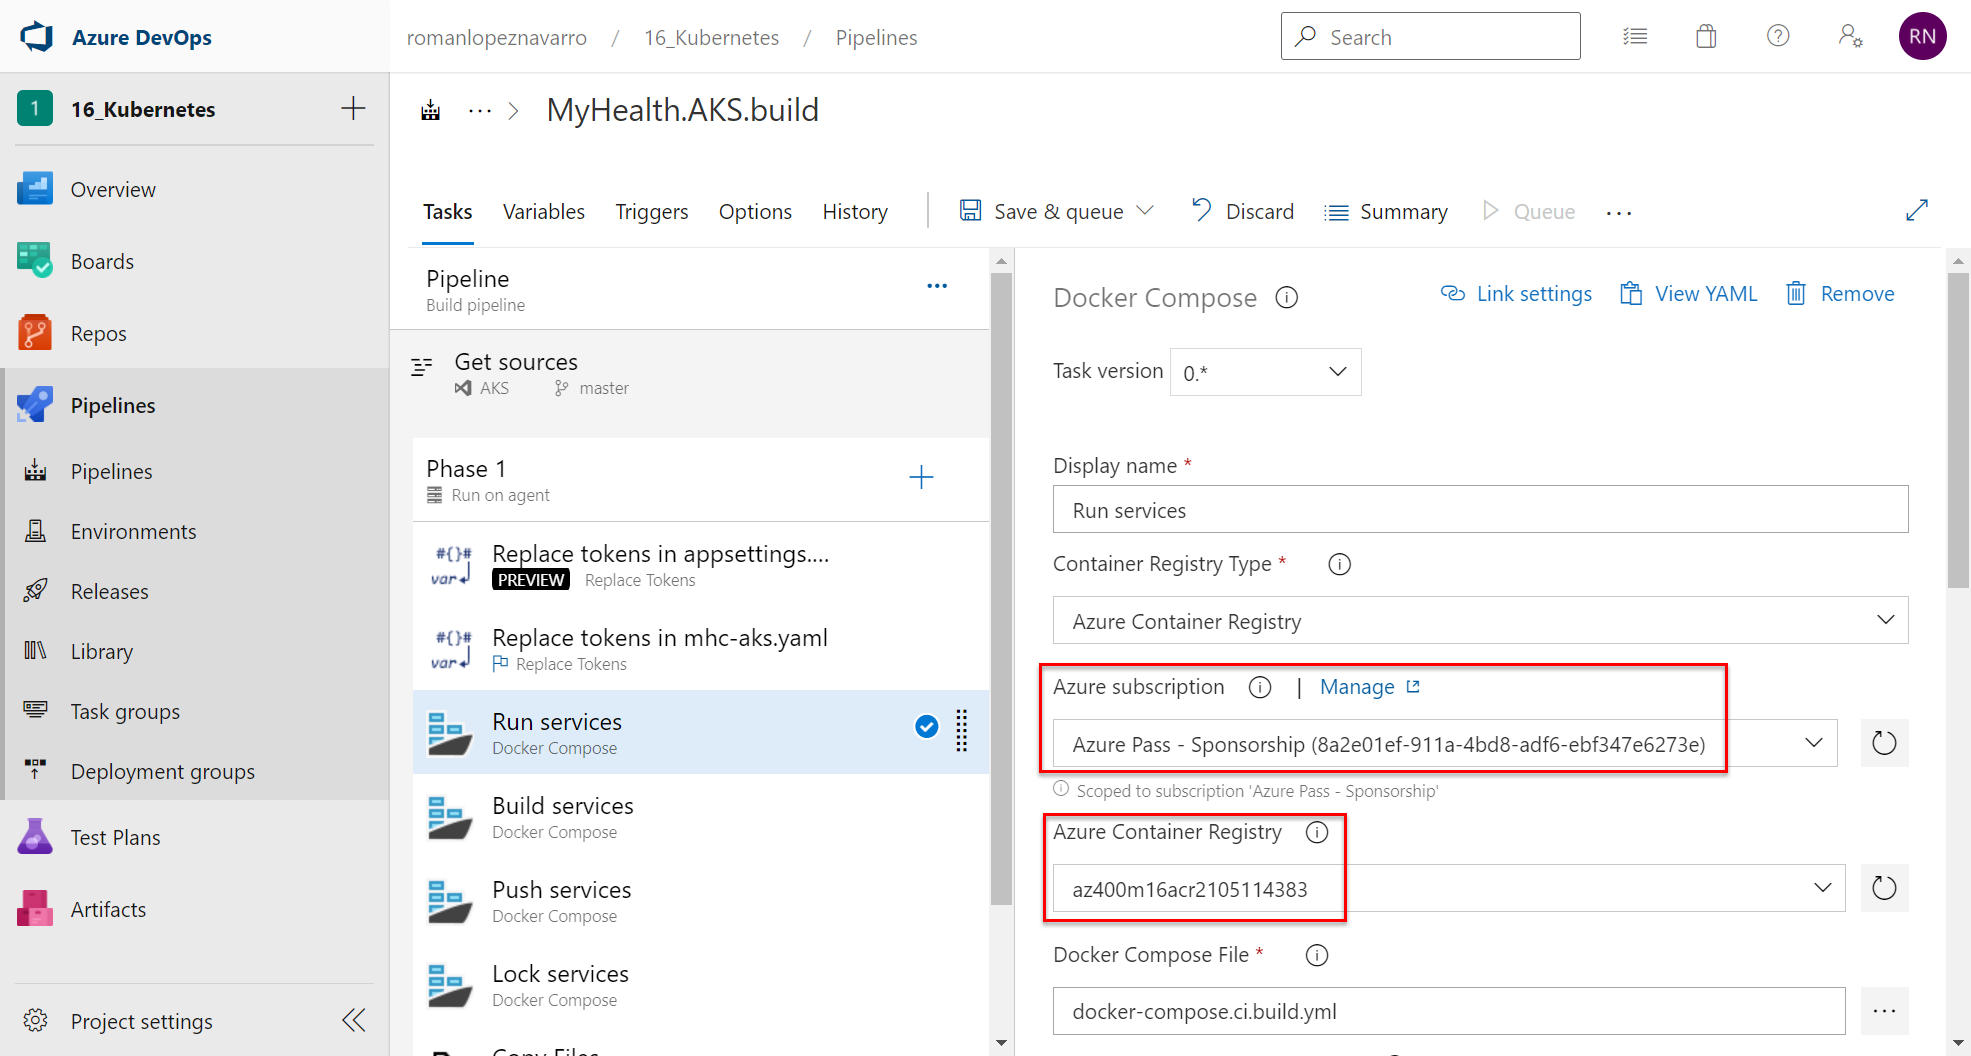 Azure DevOps
romanlopeznavarro / 16_Kubernetes / Pipelines
Search
RN
1 16_Kubernetes
Overview
Boards
Repos
Pipelines
Pipelines
Environments
Releases
Library
Task groups
Deployment groups
Test Plans
Artifacts
Project settings
... > MyHealth.AKS.build
Tasks Variables Triggers Options History
Save & queue Discard Summary Queue ...
Pipeline
Build pipeline
...
Get sources
AKS master
Phase 1
Run on agent
#{}#
var
Replace tokens in appsettings....
PREVIEW Replace Tokens
#{}#
var
Replace tokens in mhc-aks.yaml
Replace Tokens
Run services
Docker Compose
Build services
Docker Compose
Push services
Docker Compose
Lock services
Docker Compose
Copy Files
Docker Compose
Link settings View YAML Remove
Task version 0.*
Display name *
Run services
Container Registry Type *
Azure Container Registry
Azure subscription | Manage
Azure Pass - Sponsorship (8a2e01ef-911a-4bd8-adf6-ebf347e6273e)
Scoped to subscription 'Azure Pass - Sponsorship'
Azure Container Registry
az400m16acr2105114383
Docker Compose File *
docker-compose.ci.build.yml
...